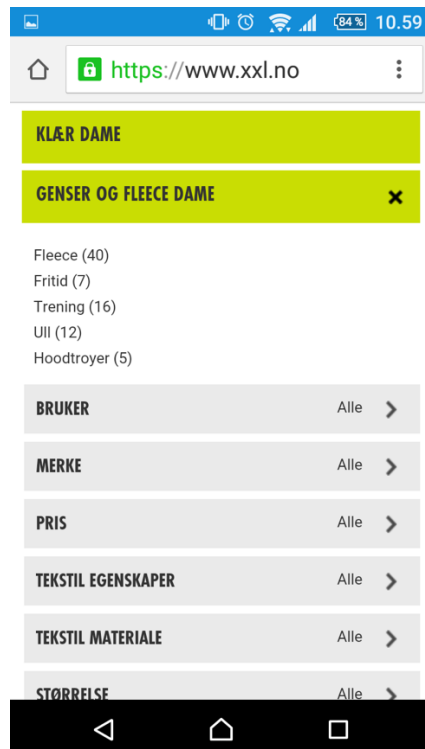 84% 10.59
https://www.xxl.no
KLÆR DAME
GENSER OG FLEECE DAME
Fleece (40)
Fritid (7)
Trening (16)
Ull (12)
Hoodtroyer (5)
BRUKER Alle
MERKE Alle
PRIS Alle
TEKSTIL EGENSKAPER Alle
TEKSTIL MATERIALE Alle
STØRRELSE Alle